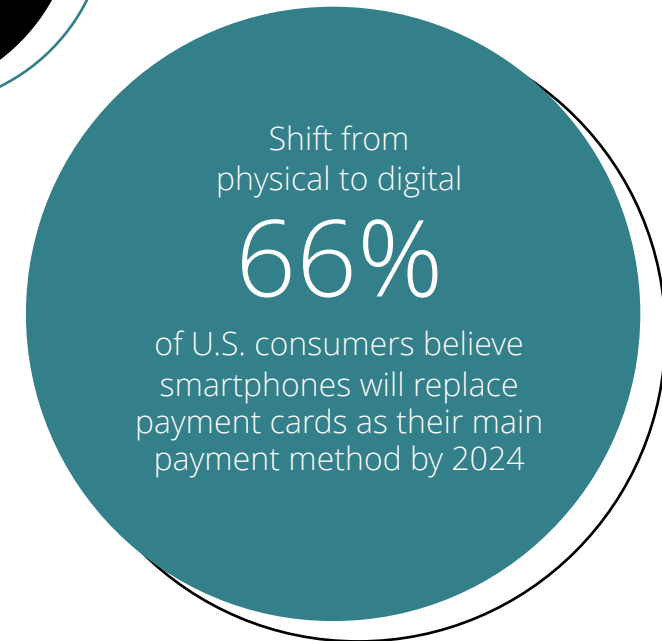 Shift from
physical to digital
66%
of U.S. consumers believe
smartphones will replace
payment cards as their main
payment method by 2024